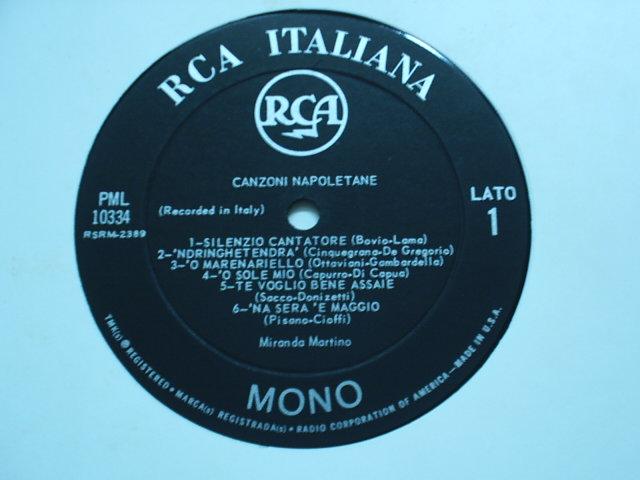 RCA ITALIANA
RCA
CANZONI NAPOLETANE
PML
10334
RSRM-2389
(Recorded in Italy)
LATO
1
1-SILENZIO CANTATORE (Bovio-Lama)
2-'NDRINGHETENDRA' (Cinquegrana-De Gregorio)
3-'O MARENARIELLO (Ottaviani-Gambardella)
4-'O SOLE MIO (Capurro-Di Capua)
5-TE VOGLIO BENE ASSAIE
(Sacco-Donizetti)
6-'NA SERA 'E MAGGIO
(Pisano-Cioffi)
Miranda Martino
MONO
TMK(s) ® REGISTERED • MARCA(s) REGISTRADA(s) • RADIO CORPORATION OF AMERICA—MADE IN U.S.A.